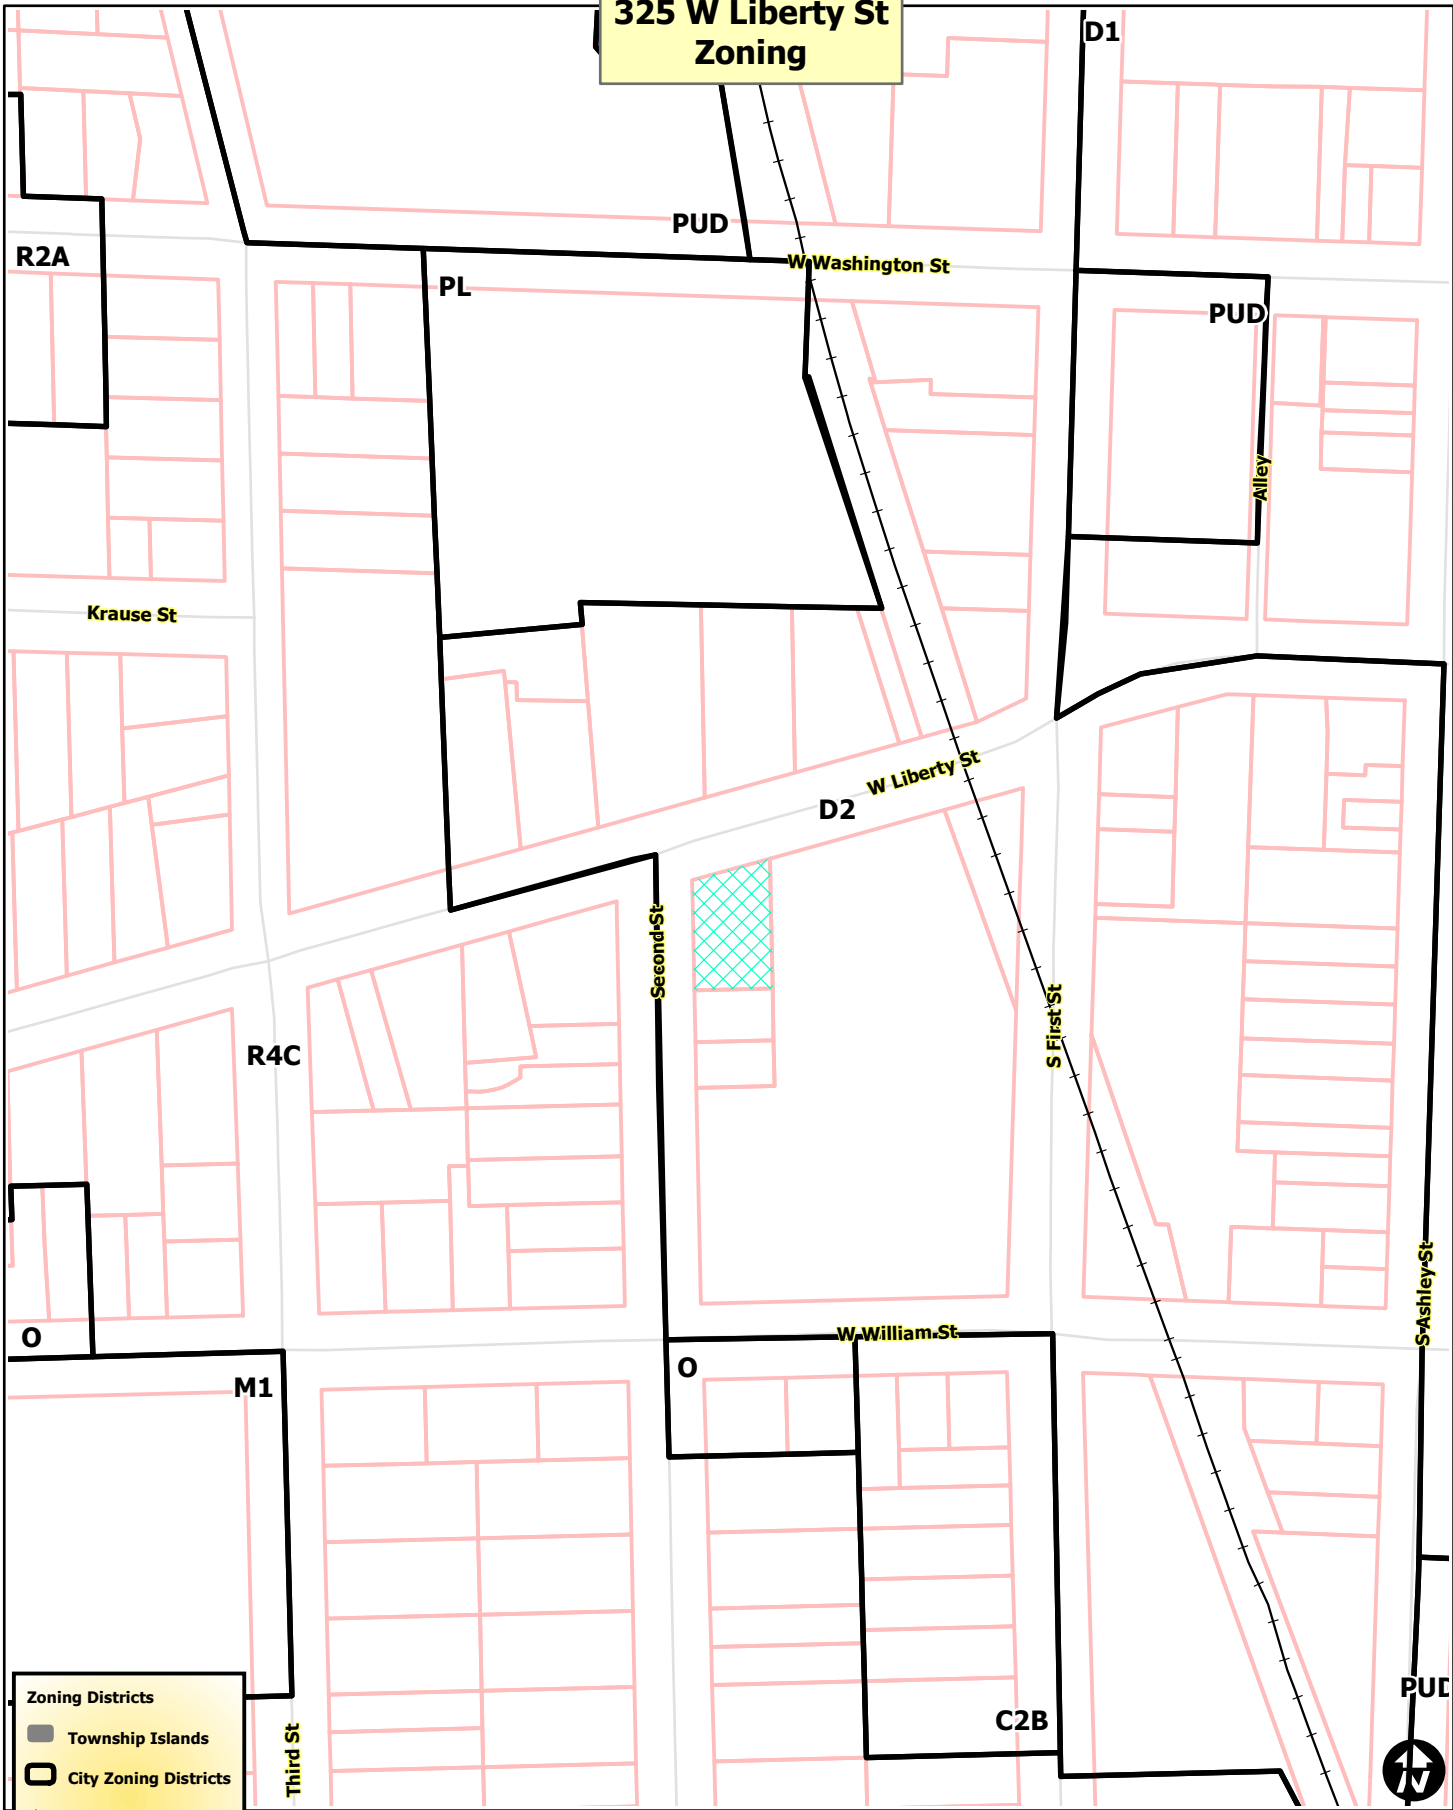 325 W Liberty St
Zoning
D1
PUD
R2A
W Washington St
PL
PUD
Alley
Krause St
W Liberty St
D2
Second St
S First St
R4C
S Ashley St
O
W William St
O
M1
C2B
PUD
Third St
Zoning Districts
Township Islands
City Zoning Districts
N